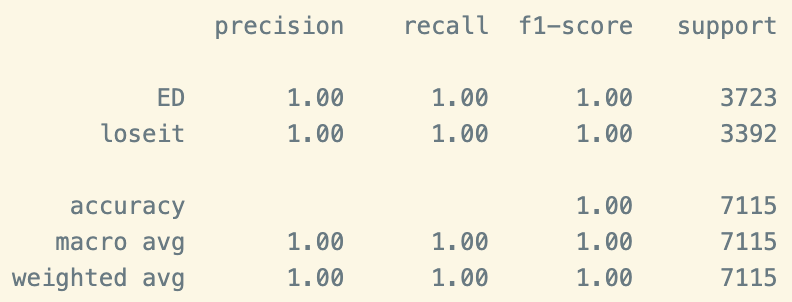 precision recall f1-score support
ED 1.00 1.00 1.00 3723
loseit 1.00 1.00 1.00 3392
accuracy 1.00 7115
macro avg 1.00 1.00 1.00 7115
weighted avg 1.00 1.00 1.00 7115